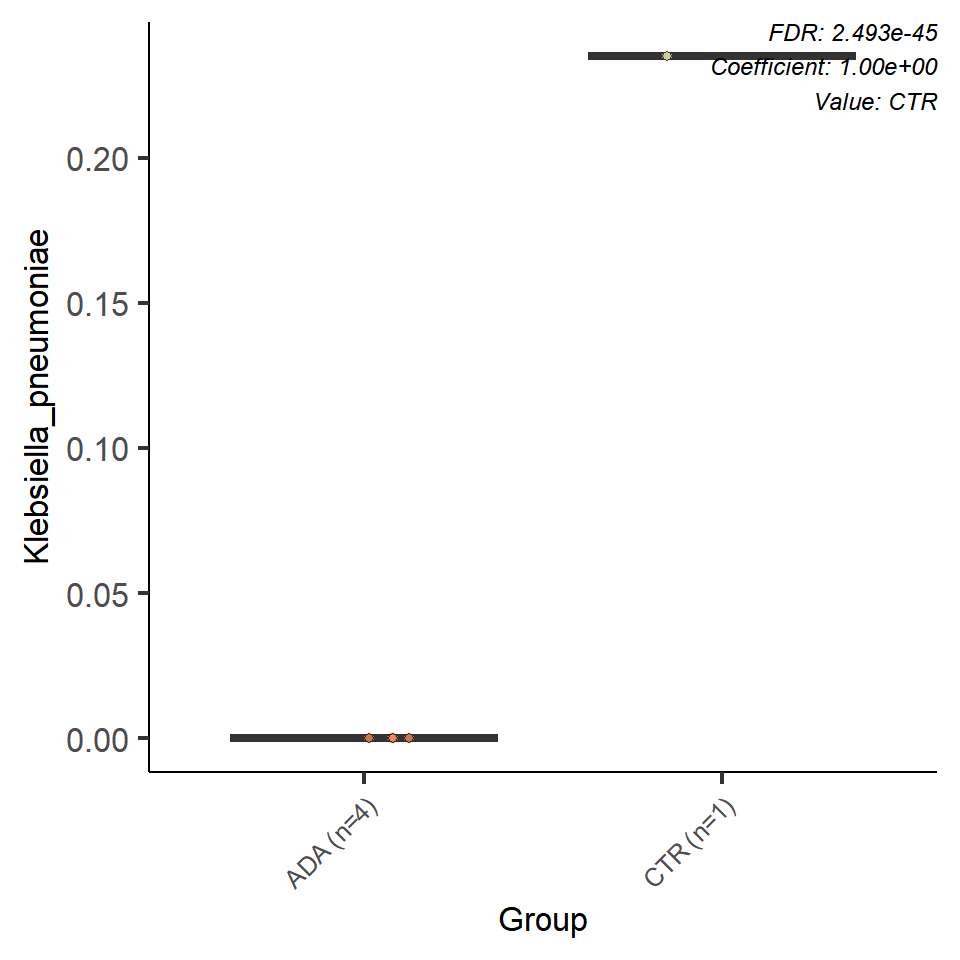 FDR: 2.493e-45
Coefficient: 1.00e+00
Value: CTR
Klebsiella_pneumoniae
0.20
0.15
0.10
0.05
0.00
ADA (n=4)
CTR (n=1)
Group